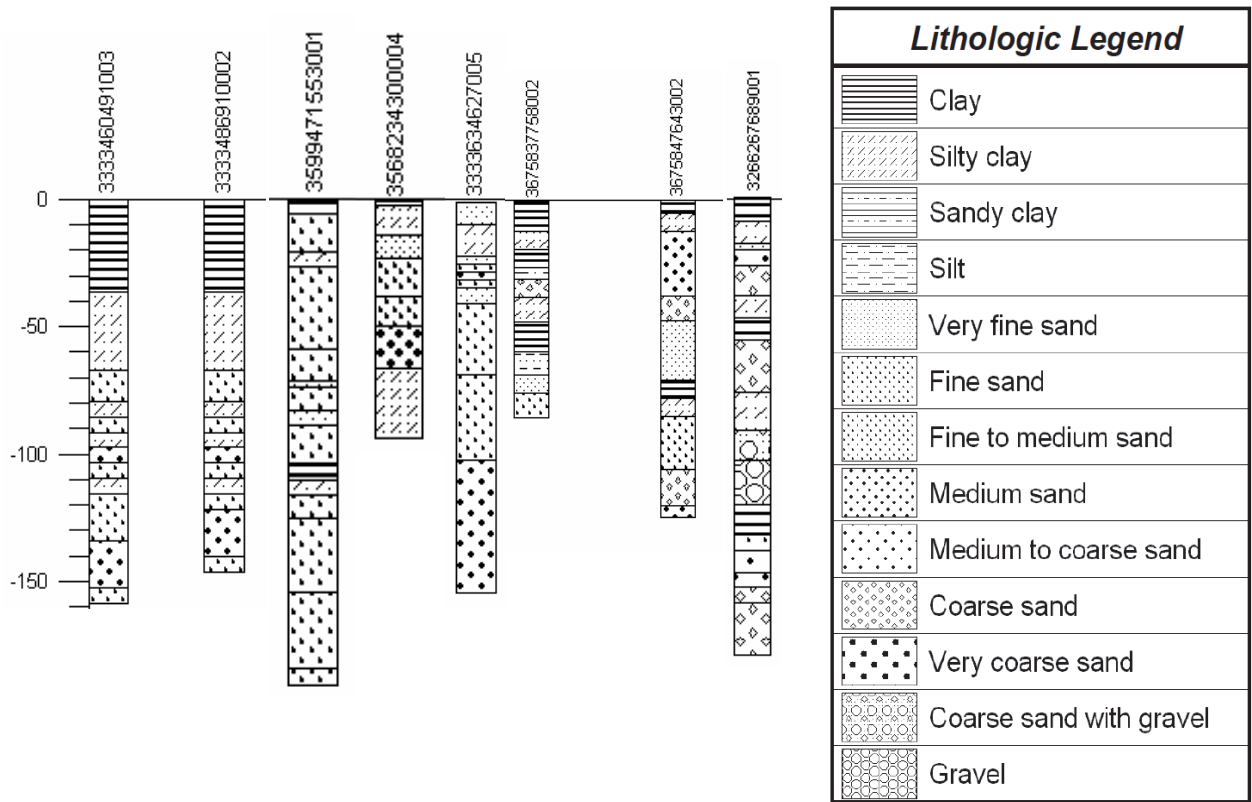 3333460491003
3333486910002
3599471553001
3568234300004
3333634627005
3675837758002
3675847643002
3266267689001
0
-50
-100
-150
Lithologic Legend
Clay
Silty clay
Sandy clay
Silt
Very fine sand
Fine sand
Fine to medium sand
Medium sand
Medium to coarse sand
Coarse sand
Very coarse sand
Coarse sand with gravel
Gravel